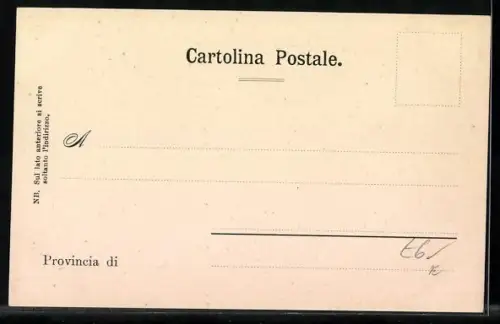 Cartolina Postale.
NB. Sul lato anteriore si scrive
soltanto l'indirizzo.
A
Provincia di